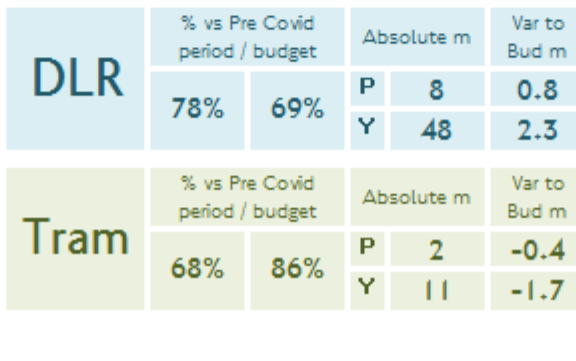 DLR
% vs Pre Covid
period / budget
Absolute m
Var to
Bud m
78% 69%
P 8 0.8
Y 48 2.3
Tram
% vs Pre Covid
period / budget
Absolute m
Var to
Bud m
68% 86%
P 2 -0.4
Y 11 -1.7